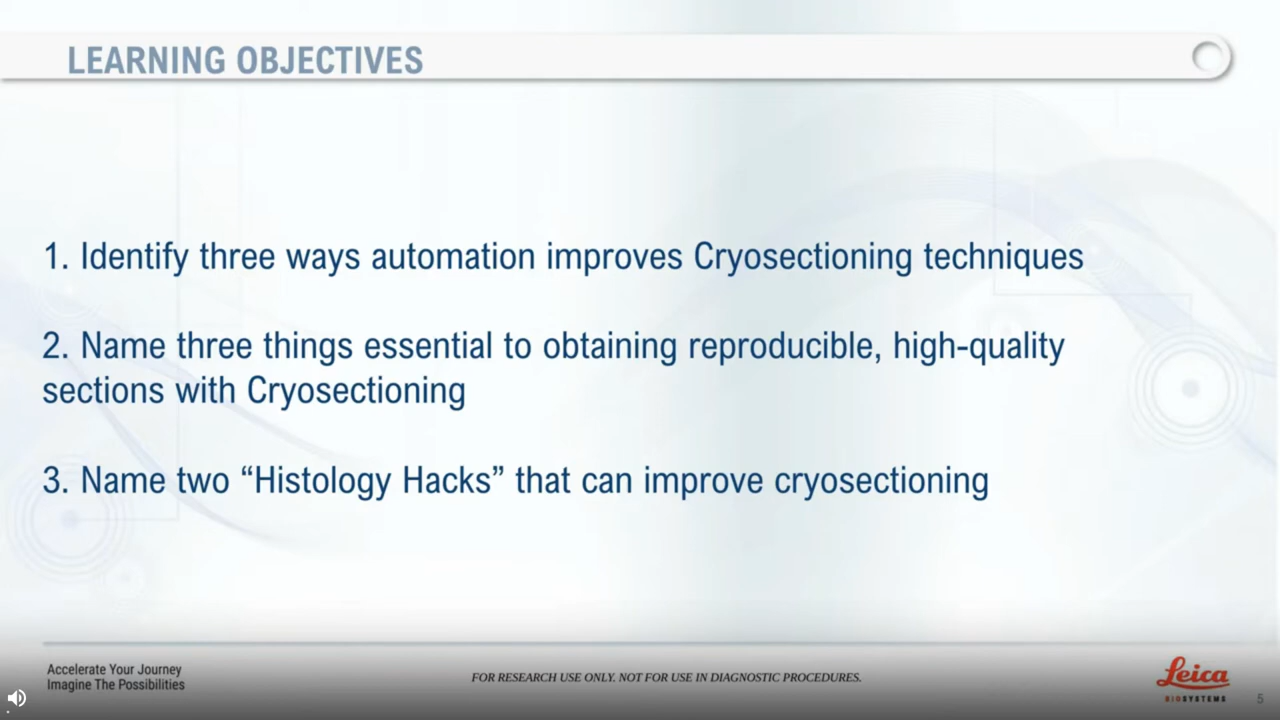 LEARNING OBJECTIVES
1. Identify three ways automation improves Cryosectioning techniques
2. Name three things essential to obtaining reproducible, high-quality
sections with Cryosectioning
3. Name two “Histology Hacks” that can improve cryosectioning
Accelerate Your Journey
Imagine The Possibilities
FOR RESEARCH USE ONLY. NOT FOR USE IN DIAGNOSTIC PROCEDURES.
Leica
BIOSYSTEMS
5